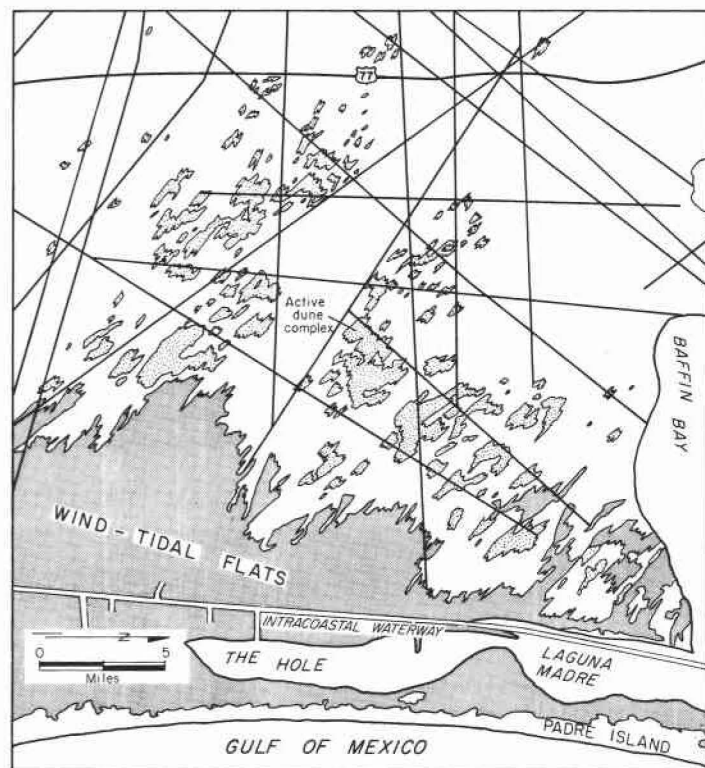 77
Active
dune
complex
BAFFIN BAY
WIND-TIDAL FLATS
INTRACOASTAL WATERWAY
N
0 5
Miles
THE HOLE
LAGUNA
MADRE
PADRE ISLAND
GULF OF MEXICO